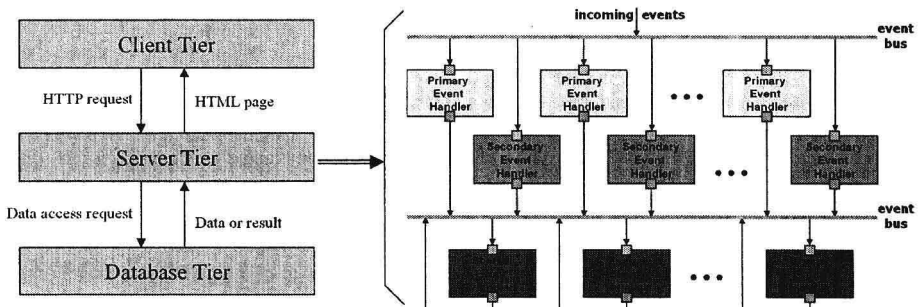 Client Tier
HTTP request
HTML page
Server Tier
Data access request
Data or result
Database Tier
incoming events
event
bus
Primary
Event
Handler
Primary
Event
Handler
Primary
Event
Handler
Secondary
Event
Handler
Secondary
Event
Handler
Secondary
Event
Handler
event
bus